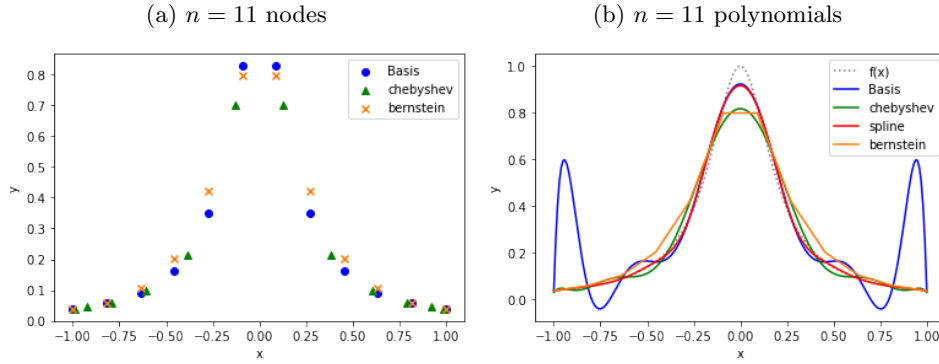 (a) n = 11 nodes
0.8
0.7
0.6
0.5
0.4
0.3
0.2
0.1
0.0
y
Basis
chebyshev
bernstein
−1.00 −0.75 −0.50 −0.25 0.00 0.25 0.50 0.75 1.00
x
(b) n = 11 polynomials
1.0
0.8
0.6
0.4
0.2
0.0
y
f(x)
Basis
chebyshev
spline
bernstein
−1.00 −0.75 −0.50 −0.25 0.00 0.25 0.50 0.75 1.00
x